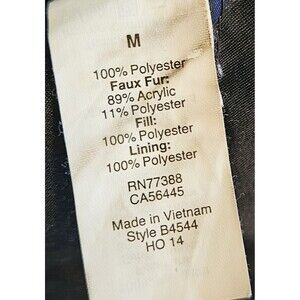 M
100% Polyester
Faux Fur:
89% Acrylic
11% Polyester
Fill:
100% Polyester
Lining:
100% Polyester
RN77388
CA56445
Made in Vietnam
Style B4544
HO 14